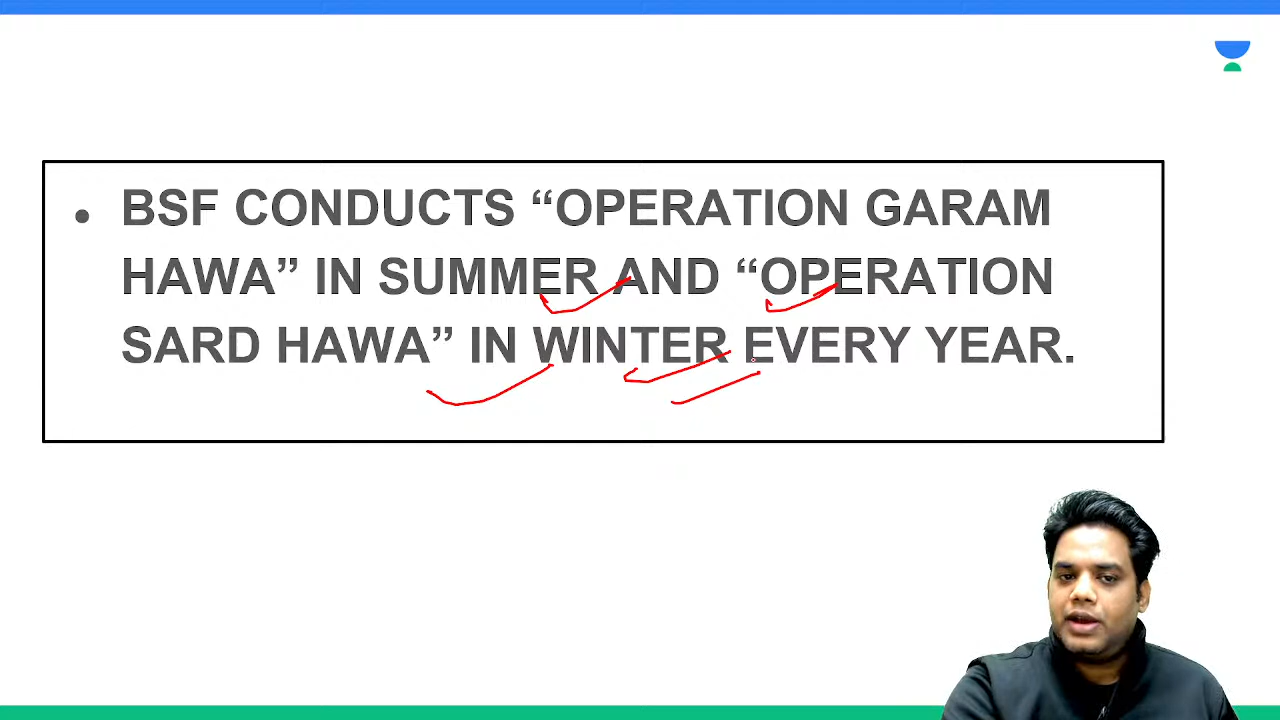 • BSF CONDUCTS “OPERATION GARAM
HAWA” IN SUMMER AND “OPERATION
SARD HAWA” IN WINTER EVERY YEAR.